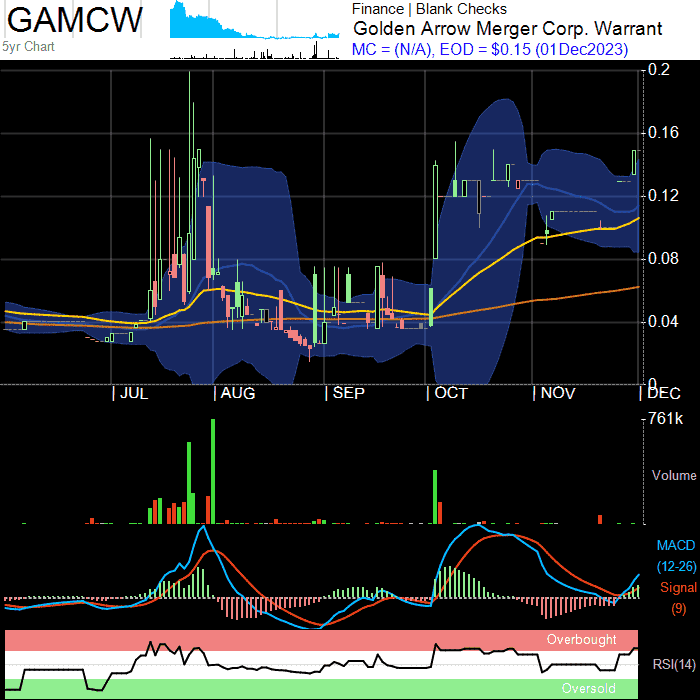 GAMCW
5yr Chart
Finance | Blank Checks
Golden Arrow Merger Corp. Warrant
MC = (N/A), EOD = $0.15 (01Dec2023)
0.2
0.16
0.12
0.08
0.04
0
JUL AUG SEP OCT NOV DEC
761k
Volume
MACD
(12-26)
Signal
(9)
Overbought
RSI(14)
Oversold